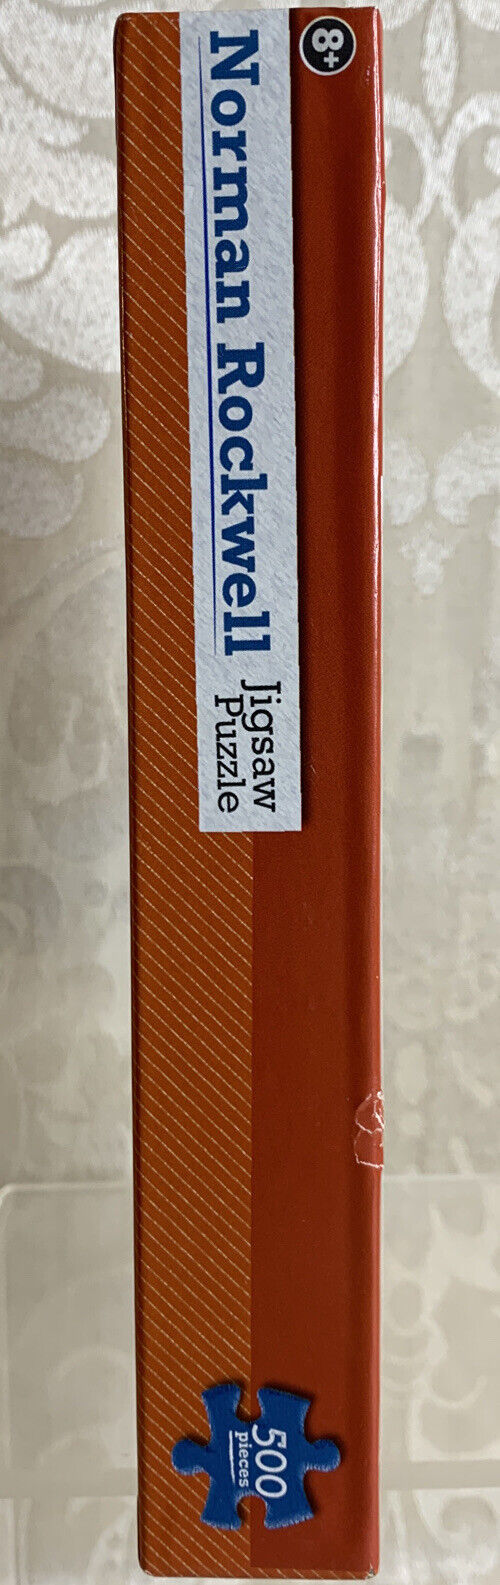 8+
Norman Rockwell
Jigsaw
Puzzle
500
pieces